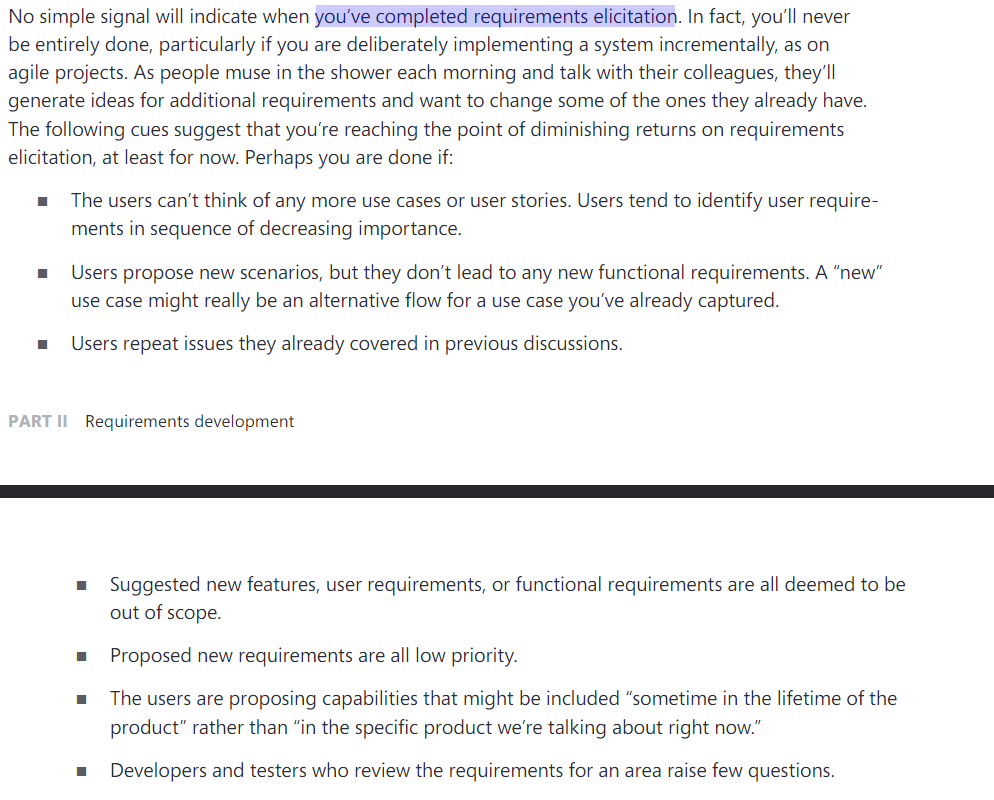 No simple signal will indicate when you’ve completed requirements elicitation. In fact, you’ll never
be entirely done, particularly if you are deliberately implementing a system incrementally, as on
agile projects. As people muse in the shower each morning and talk with their colleagues, they’ll
generate ideas for additional requirements and want to change some of the ones they already have.
The following cues suggest that you’re reaching the point of diminishing returns on requirements
elicitation, at least for now. Perhaps you are done if:
■ The users can’t think of any more use cases or user stories. Users tend to identify user require-
ments in sequence of decreasing importance.
■ Users propose new scenarios, but they don’t lead to any new functional requirements. A “new”
use case might really be an alternative flow for a use case you’ve already captured.
■ Users repeat issues they already covered in previous discussions.
PART II Requirements development
■ Suggested new features, user requirements, or functional requirements are all deemed to be
out of scope.
■ Proposed new requirements are all low priority.
■ The users are proposing capabilities that might be included “sometime in the lifetime of the
product” rather than “in the specific product we’re talking about right now.”
■ Developers and testers who review the requirements for an area raise few questions.